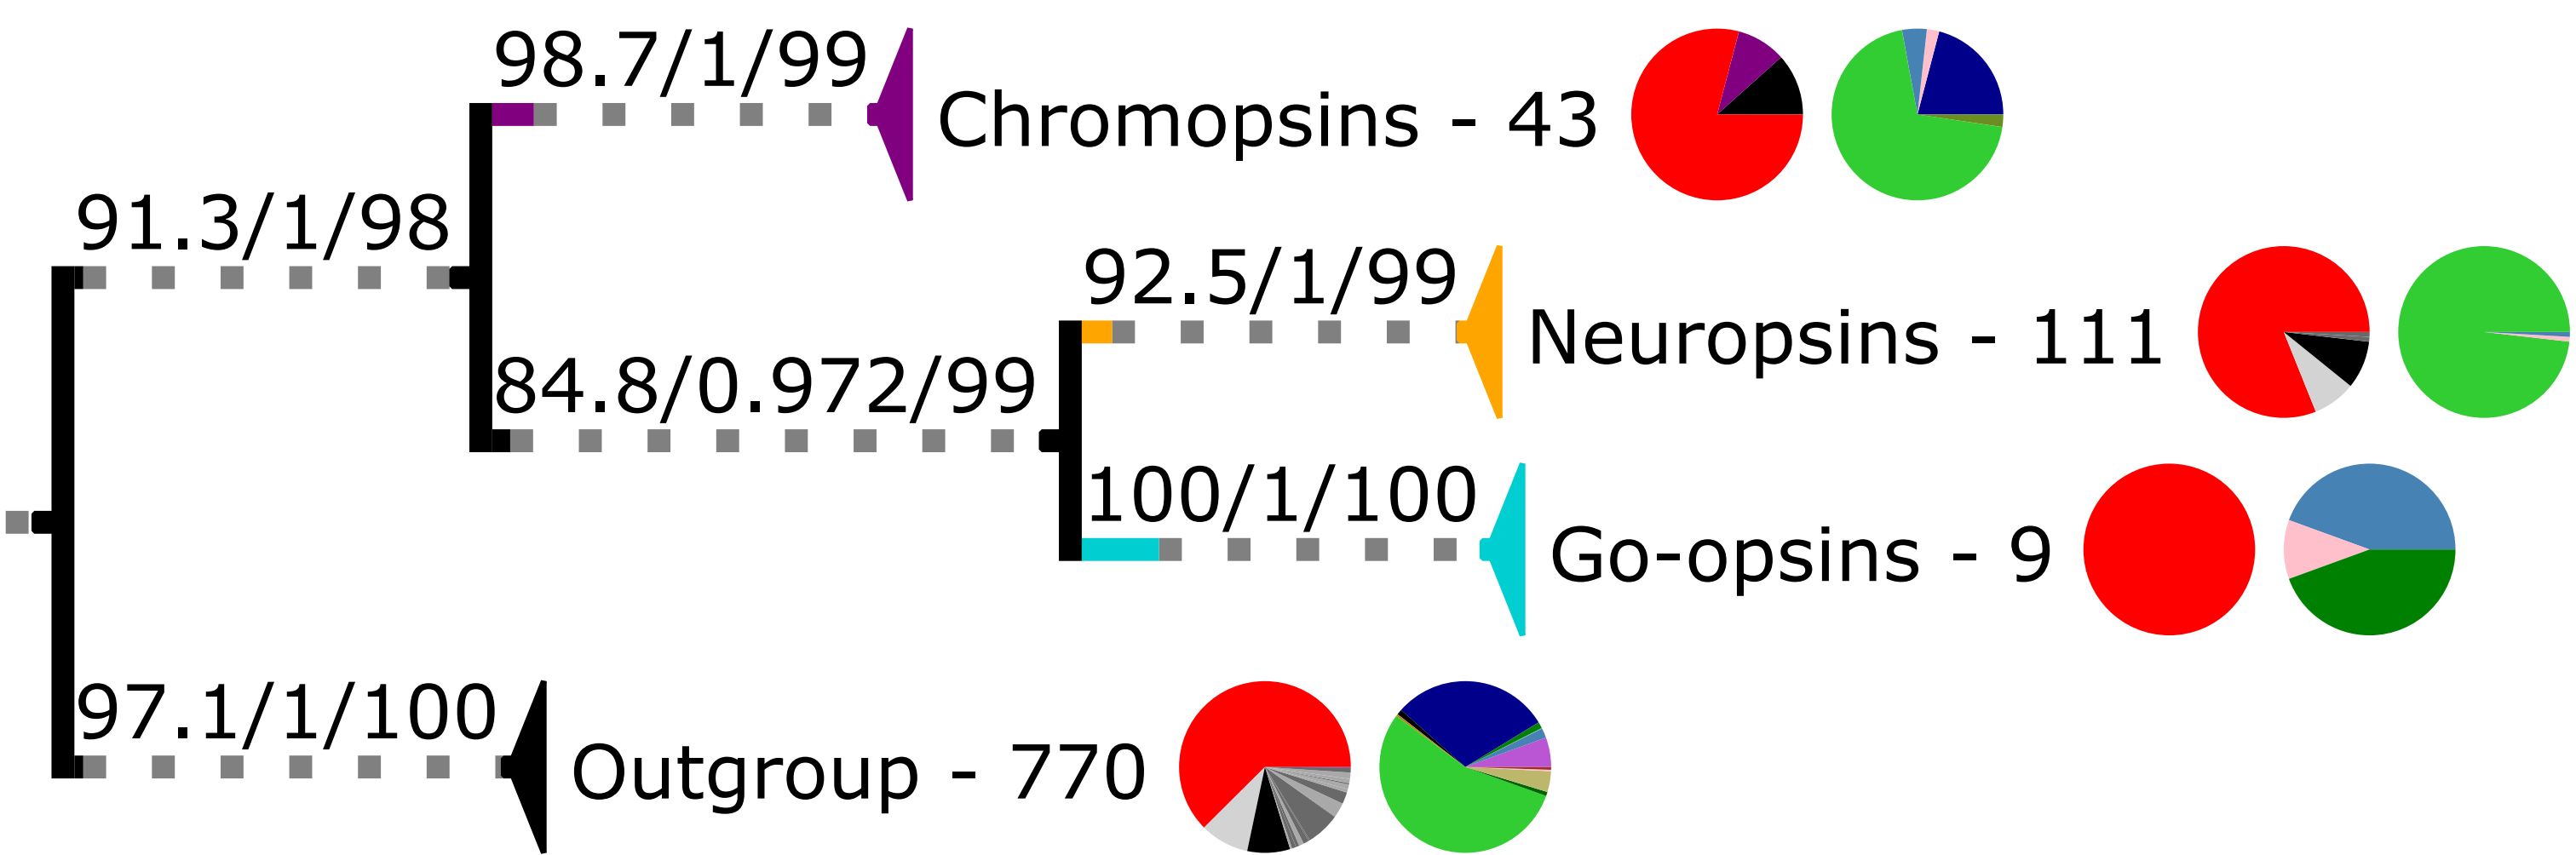 98.7/1/99
Chromopsins - 43
91.3/1/98
92.5/1/99
Neuropsins - 111
84.8/0.972/99
100/1/100
Go-opsins - 9
97.1/1/100
Outgroup - 770